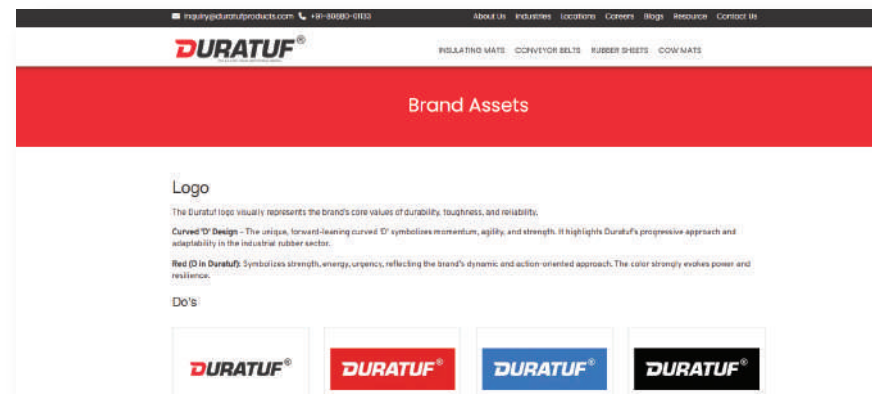 inquiry@duratufproducts.com +91-80880-01133 About Us Industries Locations Careers Blogs Resource Contact Us
DURATUF® INSULATING MATS CONVEYOR BELTS RUBBER SHEETS COW MATS
Brand Assets
Logo
The Duratuf logo visually represents the brand's core values of durability, toughness, and reliability.
Curved 'D' Design – The unique, forward-leaning curved 'D' symbolizes momentum, agility, and strength. It highlights Duratuf's progressive approach and
adaptability in the industrial rubber sector.
Red (D in Duratuf): Symbolizes strength, energy, urgency, reflecting the brand's dynamic and action-oriented approach. The color strongly evokes power and
resilience.
Do's
DURATUF® DURATUF® DURATUF® DURATUF®